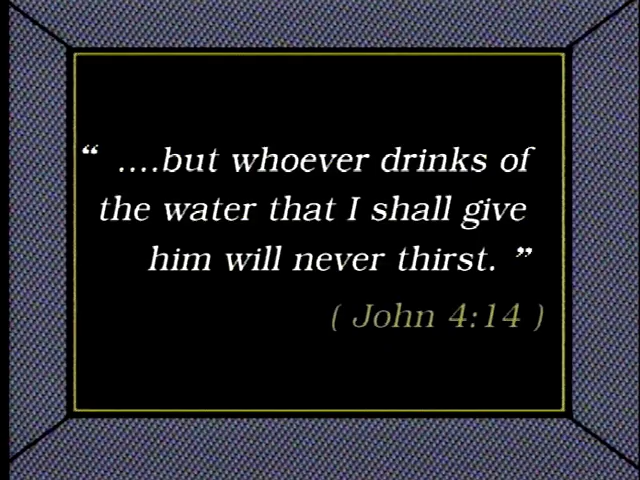 “ ....but whoever drinks of
the water that I shall give
him will never thirst. ”
( John 4:14 )